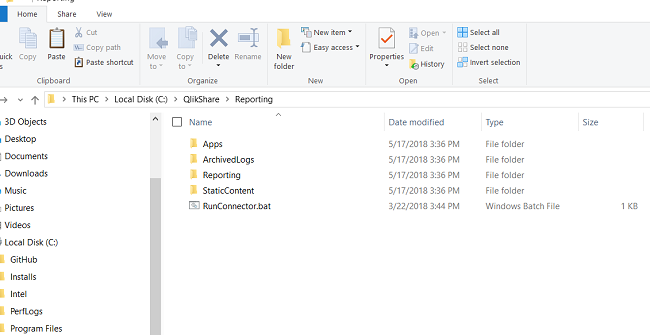 Reporting
Home Share View
Quick
Copy Paste Cut
Copy path
Paste shortcut
Clipboard
Move to Copy to Delete Rename
Organize
New folder New item
Easy access
New
Properties Open
Edit
History
Open
Select all
Select none
Invert selection
Select
This PC > Local Disk (C:) > QlikShare > Reporting
Name Date modified Type Size
3D Objects
Desktop
Documents
Downloads
Music
Pictures
Videos
Local Disk (C:)
GitHub
Installs
Intel
PerfLogs
Program Files
Apps 5/17/2018 3:36 PM File folder
ArchivedLogs 5/17/2018 3:36 PM File folder
Reporting 5/17/2018 3:36 PM File folder
StaticContent 5/17/2018 3:36 PM File folder
RunConnector.bat 3/22/2018 3:44 PM Windows Batch File 1 KB